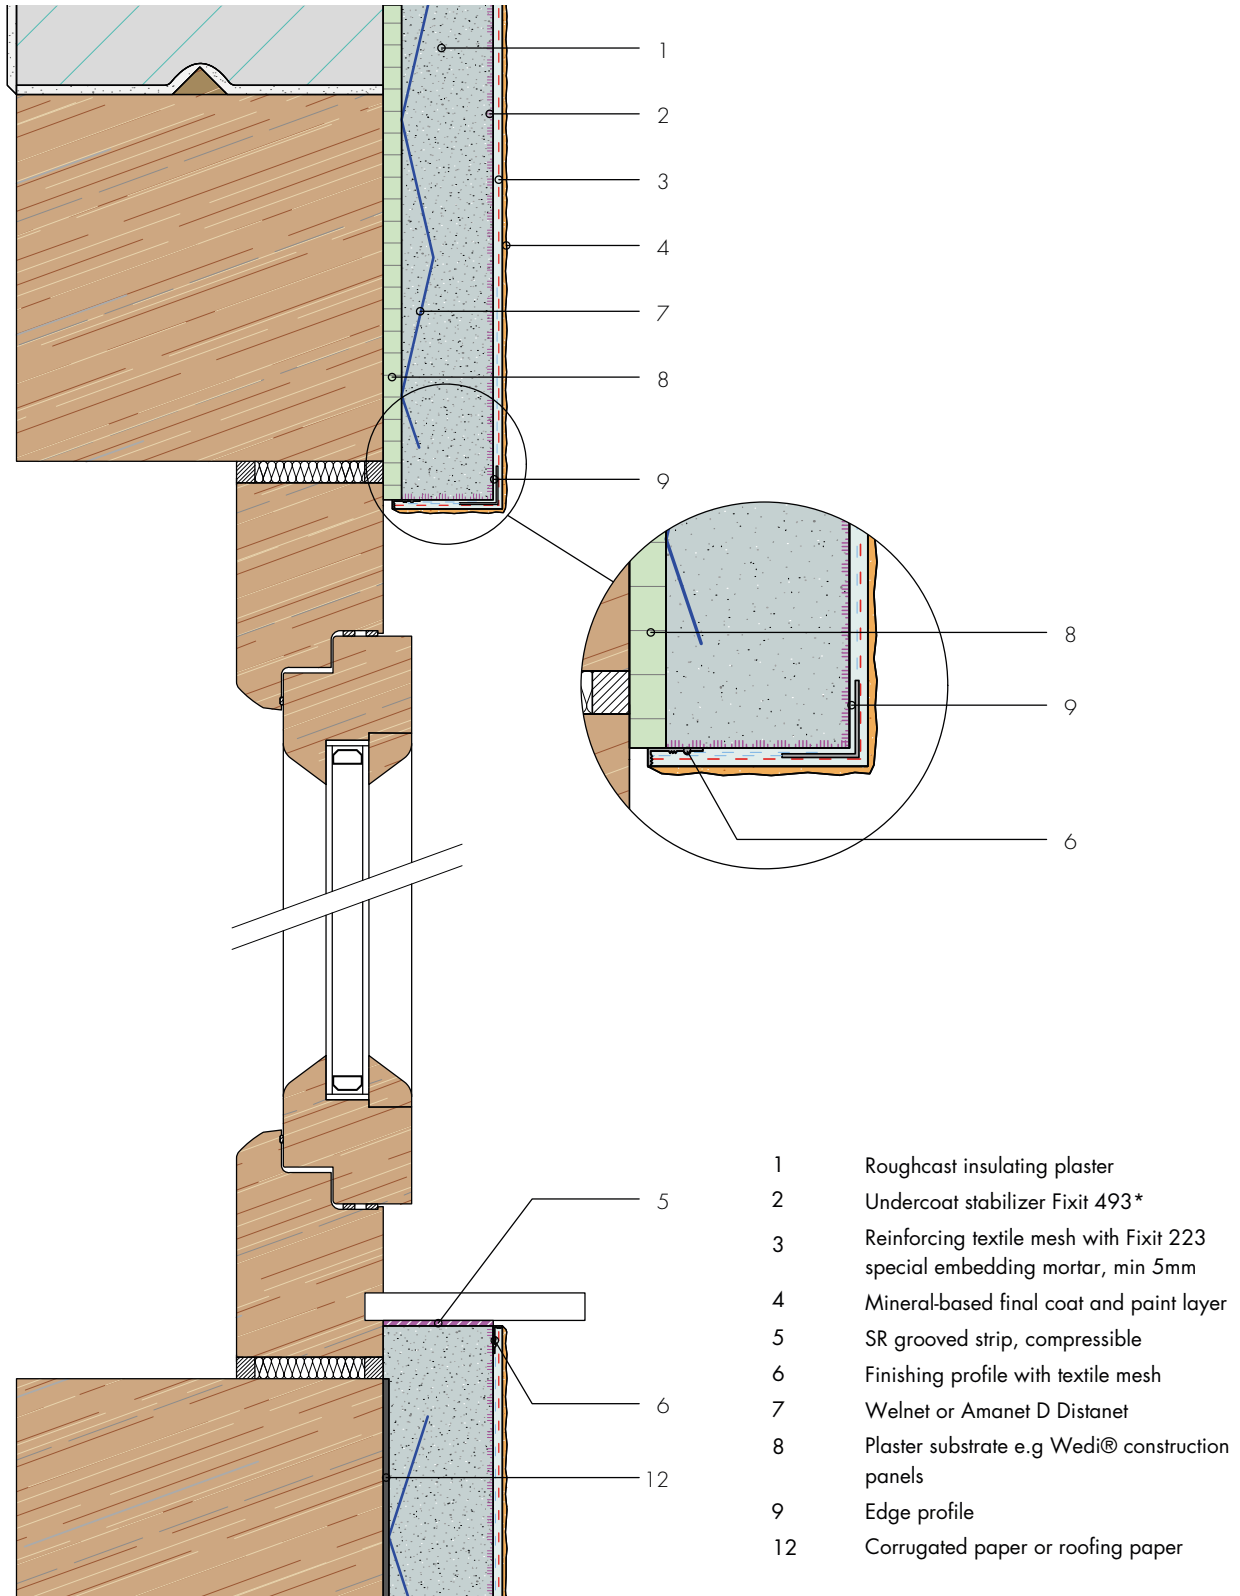 1
2
3
4
7
8
9
8
9
6
5
6
12
1 Roughcast insulating plaster
2 Undercoat stabilizer Fixit 493*
3 Reinforcing textile mesh with Fixit 223
special embedding mortar, min 5mm
4 Mineral-based final coat and paint layer
5 SR grooved strip, compressible
6 Finishing profile with textile mesh
7 Welnet or Amanet D Distanet
8 Plaster substrate e.g Wedi® construction
panels
9 Edge profile
12 Corrugated paper or roofing paper